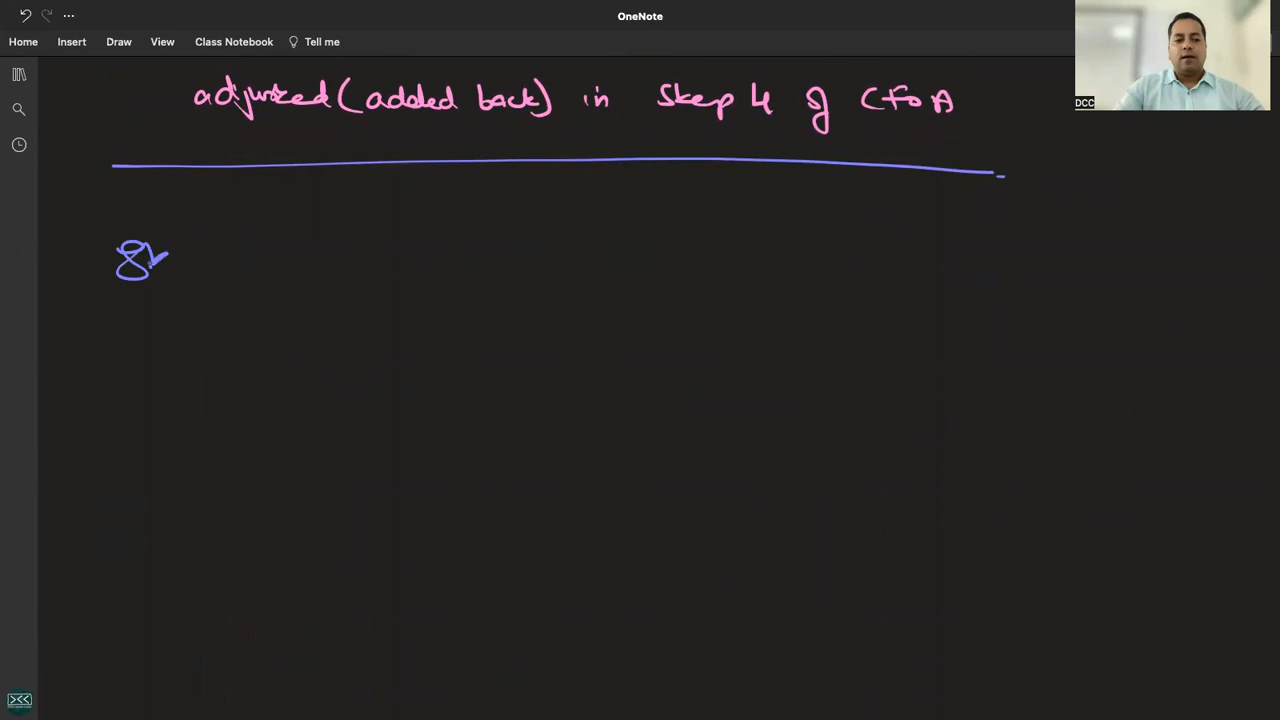 OneNote
Home Insert Draw View Class Notebook Tell me
adjusted (added back) in Step 4 of CFOA
DCC
8
DCC